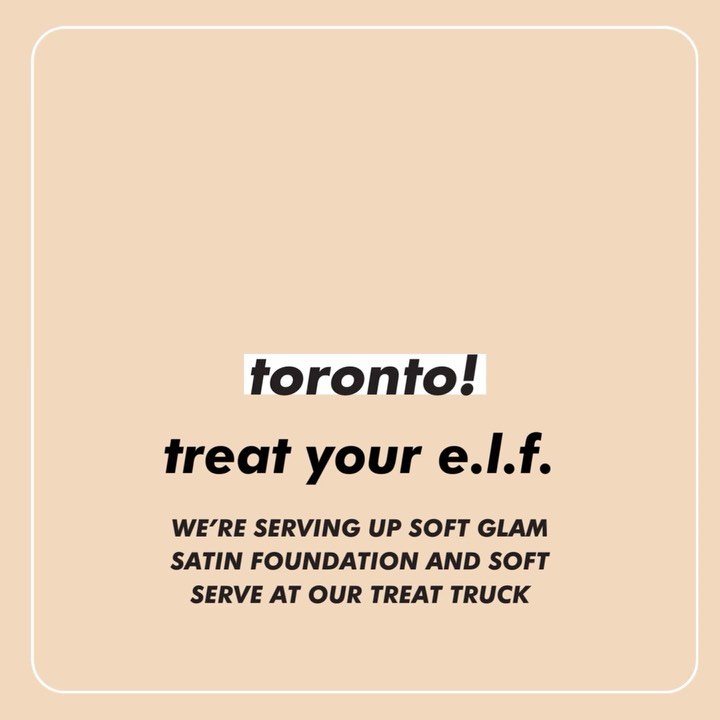 toronto!
treat your e.l.f.
WE'RE SERVING UP SOFT GLAM
SATIN FOUNDATION AND SOFT
SERVE AT OUR TREAT TRUCK